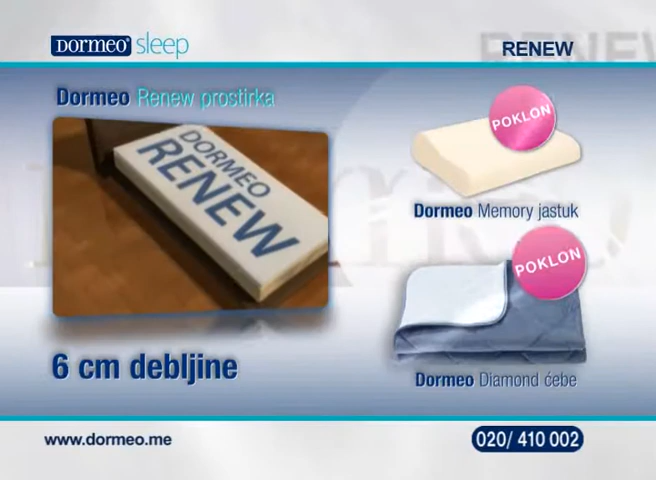 DORMEO sleep
RENEW
RENEW
Dormeo Renew prostirka
DORMEO
RENEW
POKLON
Dormeo Memory jastuk
POKLON
Dormeo Diamond ćebe
6 cm debljine
www.dormeo.me
020/ 410 002